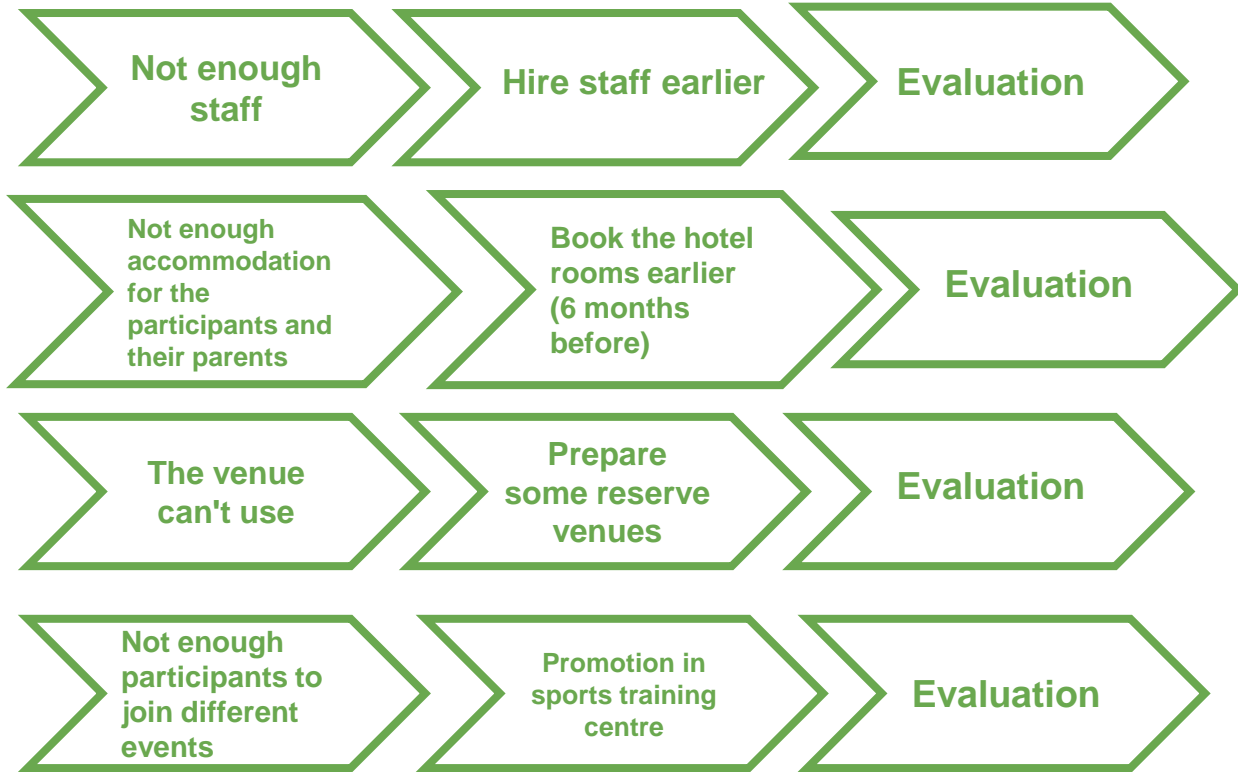 Not enough
staff
Hire staff earlier
Evaluation
Not enough
accommodation
for the
participants and
their parents
Book the hotel
rooms earlier
(6 months
before)
Evaluation
The venue
can't use
Prepare
some reserve
venues
Evaluation
Not enough
participants to
join different
events
Promotion in
sports training
centre
Evaluation